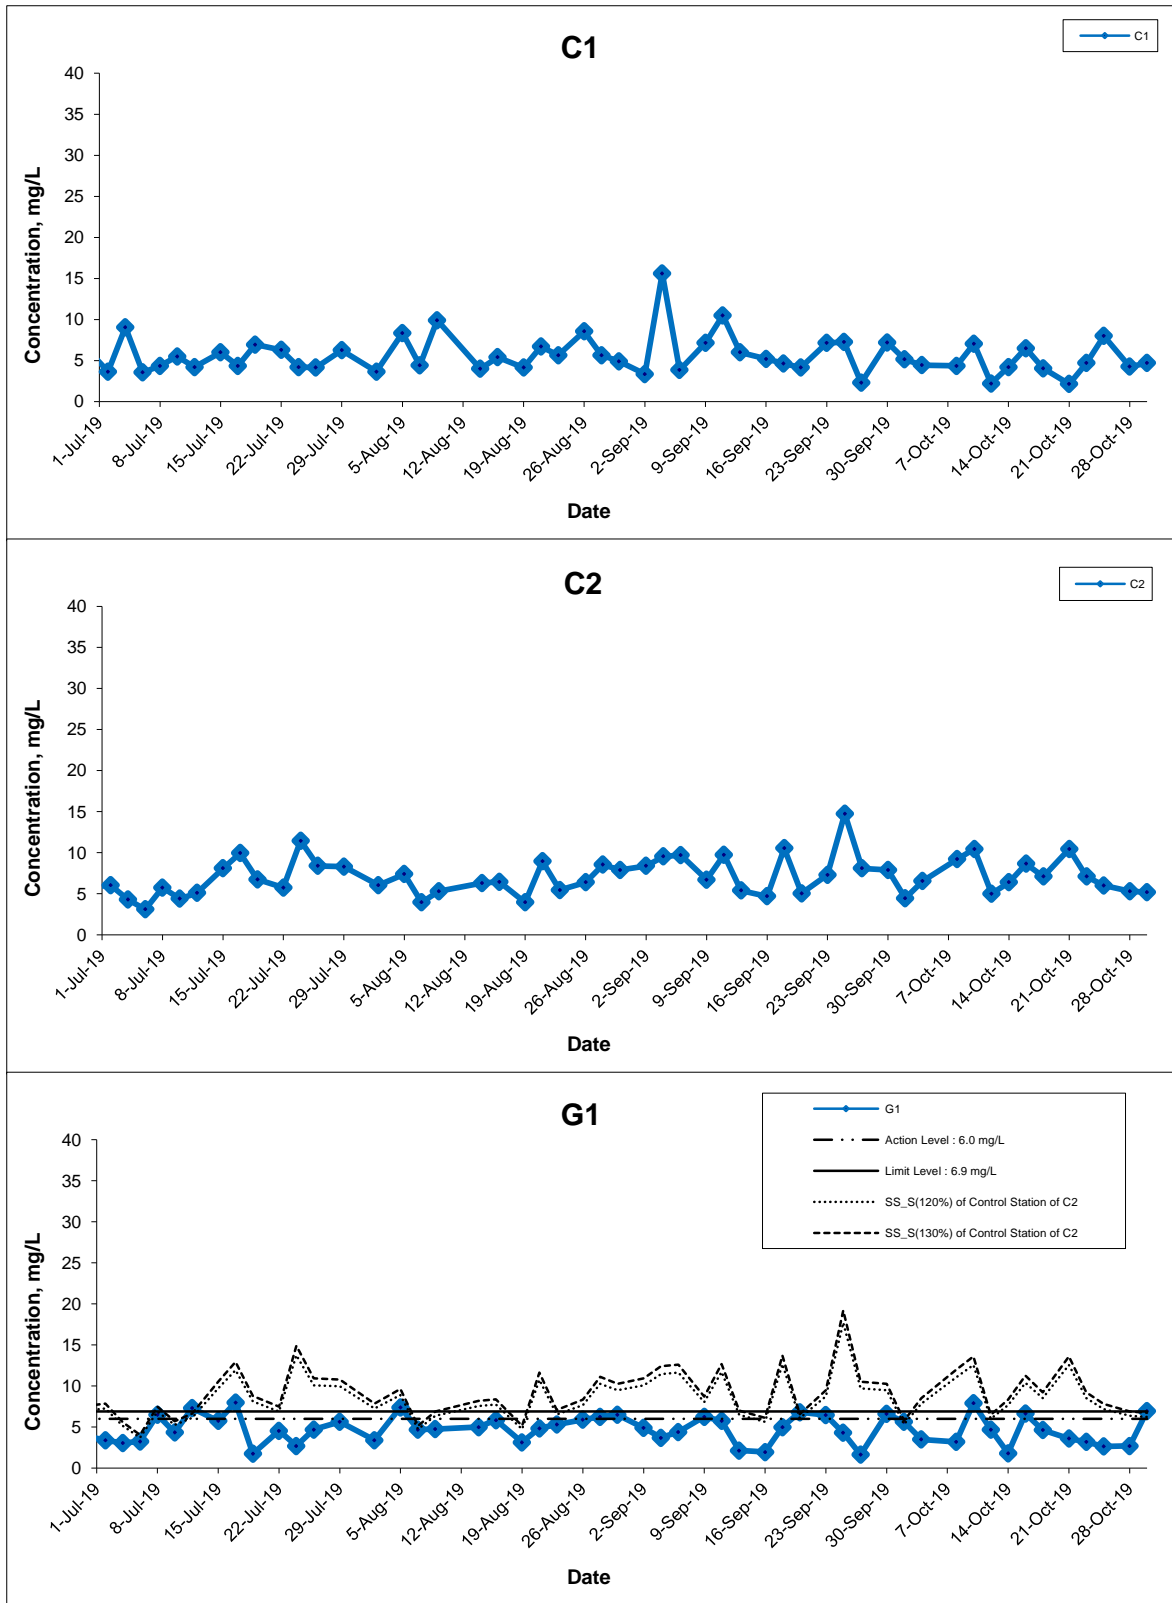 C1
C1
40
35
30
25
20
15
10
5
0
Concentration, mg/L
1-Jul-19
8-Jul-19
15-Jul-19
22-Jul-19
29-Jul-19
5-Aug-19
12-Aug-19
19-Aug-19
26-Aug-19
2-Sep-19
9-Sep-19
16-Sep-19
23-Sep-19
30-Sep-19
7-Oct-19
14-Oct-19
21-Oct-19
28-Oct-19
Date
C2
C2
40
35
30
25
20
15
10
5
0
Concentration, mg/L
1-Jul-19
8-Jul-19
15-Jul-19
22-Jul-19
29-Jul-19
5-Aug-19
12-Aug-19
19-Aug-19
26-Aug-19
2-Sep-19
9-Sep-19
16-Sep-19
23-Sep-19
30-Sep-19
7-Oct-19
14-Oct-19
21-Oct-19
28-Oct-19
Date
G1
G1
Action Level : 6.0 mg/L
Limit Level : 6.9 mg/L
SS_S(120%) of Control Station of C2
SS_S(130%) of Control Station of C2
40
35
30
25
20
15
10
5
0
Concentration, mg/L
1-Jul-19
8-Jul-19
15-Jul-19
22-Jul-19
29-Jul-19
5-Aug-19
12-Aug-19
19-Aug-19
26-Aug-19
2-Sep-19
9-Sep-19
16-Sep-19
23-Sep-19
30-Sep-19
7-Oct-19
14-Oct-19
21-Oct-19
28-Oct-19
Date